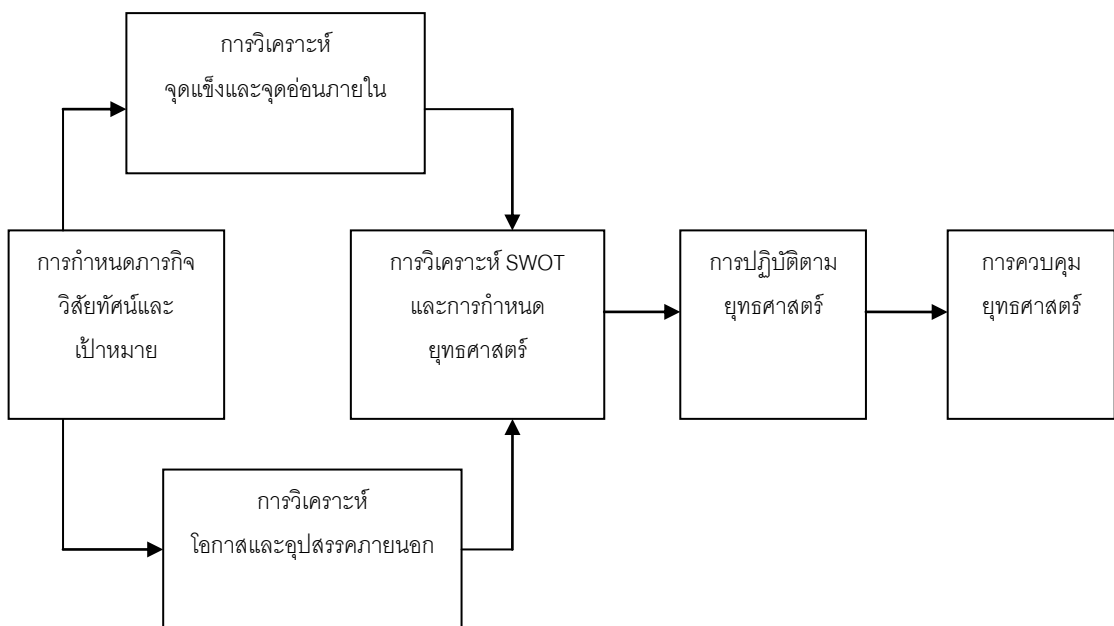 การวิเคราะห์
จุดแข็งและจุดอ่อนภายใน
การกำหนดภารกิจ
วิสัยทัศน์และ
เป้าหมาย
การวิเคราะห์ SWOT
และการกำหนด
ยุทธศาสตร์
การปฏิบัติตาม
ยุทธศาสตร์
การควบคุม
ยุทธศาสตร์
การวิเคราะห์
โอกาสและอุปสรรคภายนอก